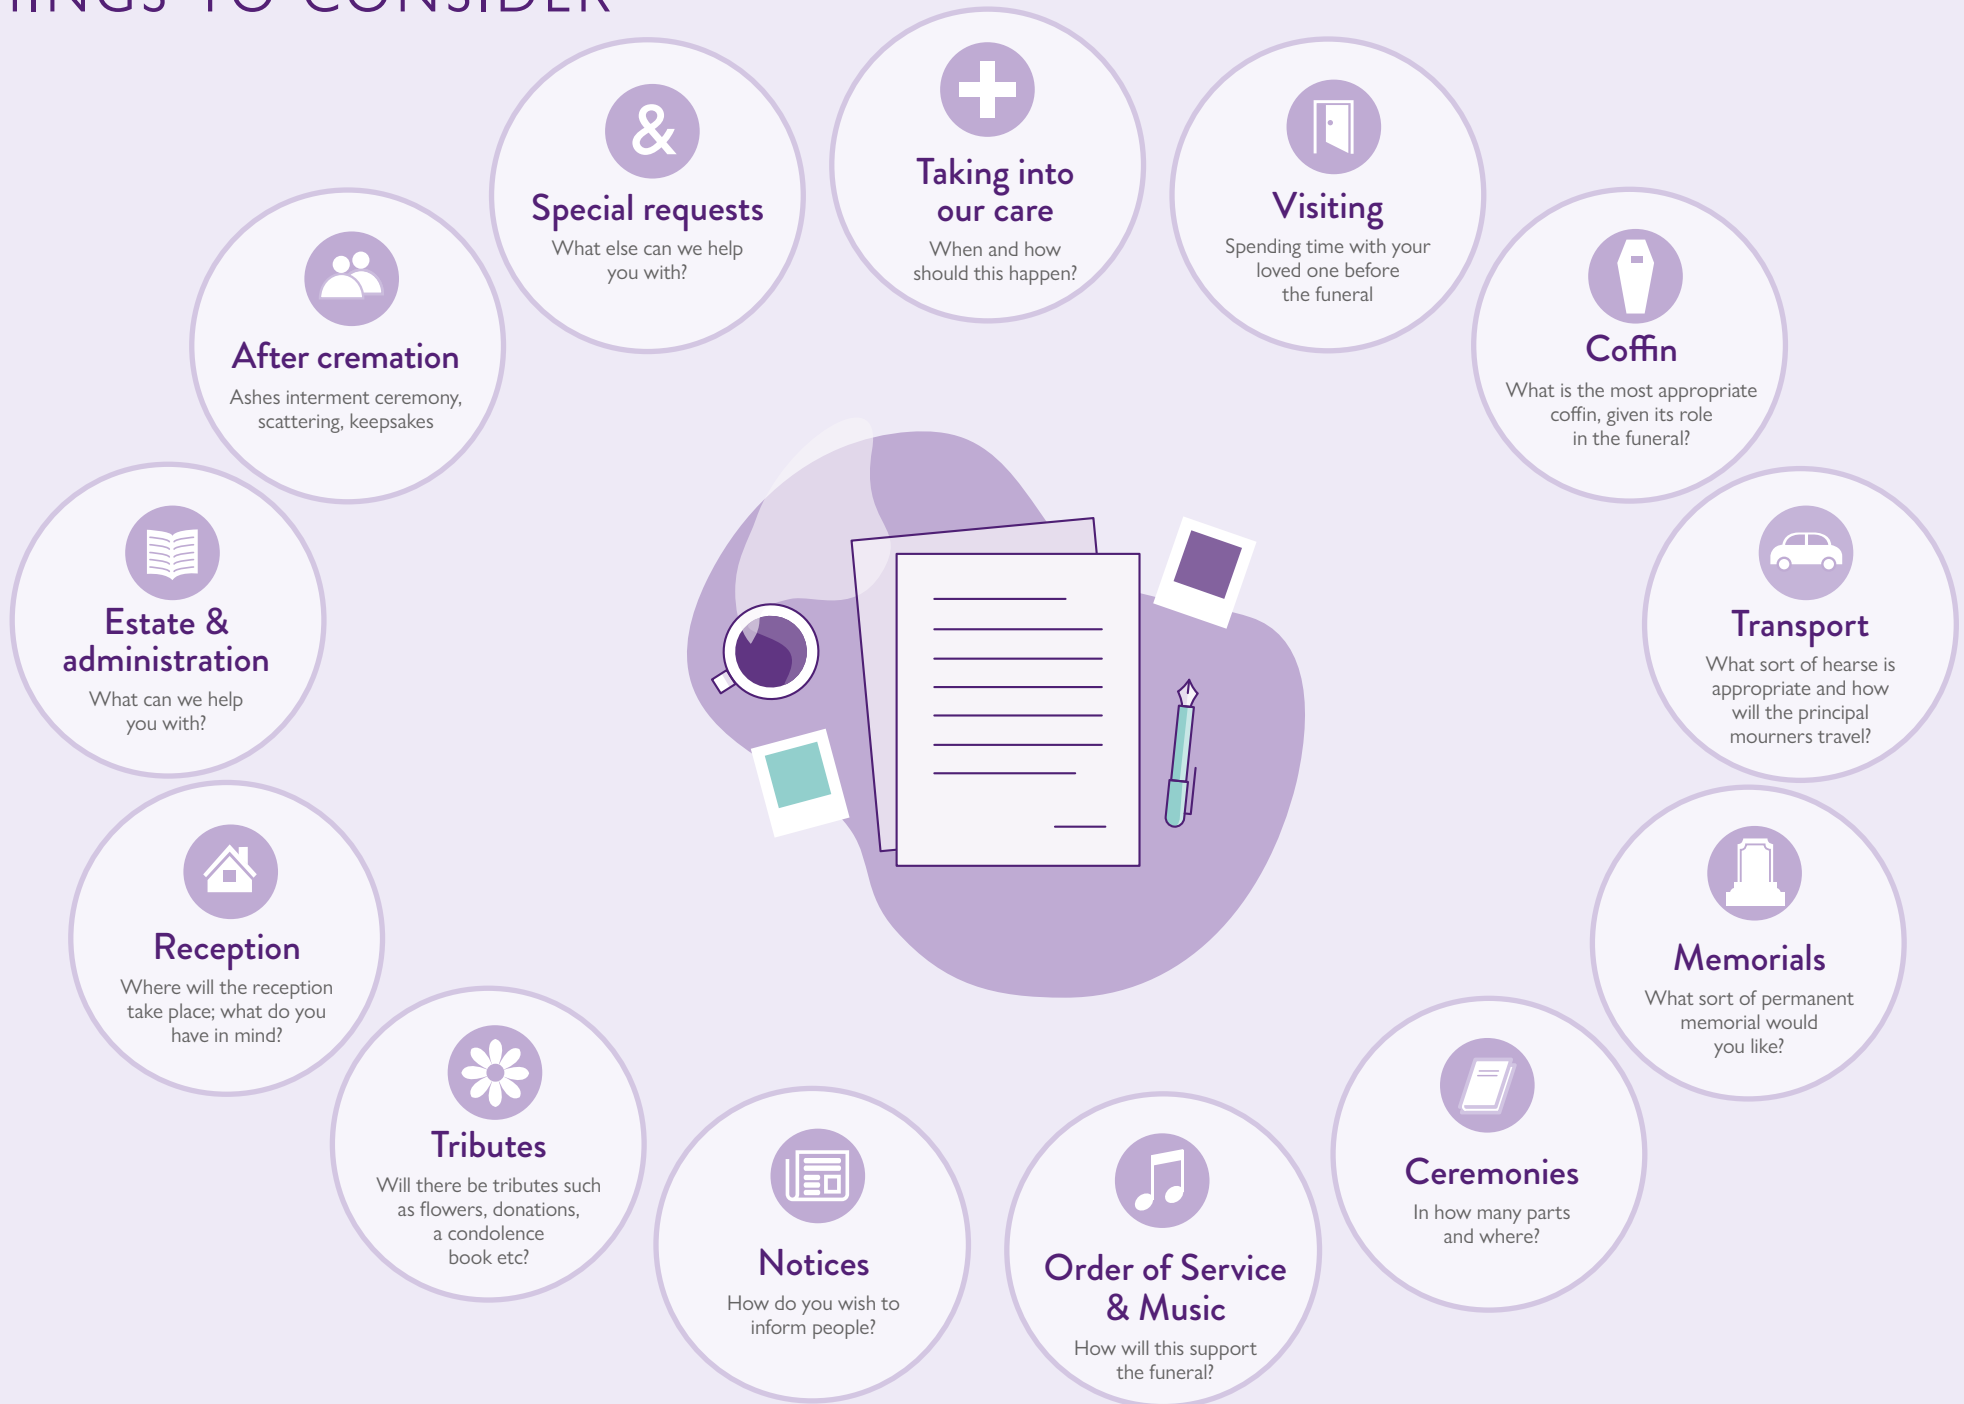 TO CONSIDER
&
Special requests
What else can we help
you with?
Taking into
our care
When and how
should this happen?
Visiting
Spending time with your
loved one before
the funeral
Coffin
What is the most appropriate
coffin, given its role
in the funeral?
Transport
What sort of hearse is
appropriate and how
will the principal
mourners travel?
Memorials
What sort of permanent
memorial would
you like?
Ceremonies
In how many parts
and where?
Order of Service
& Music
How will this support
the funeral?
Notices
How do you wish to
inform people?
Tributes
Will there be tributes such
as flowers, donations,
a condolence
book etc?
Reception
Where will the reception
take place; what do you
have in mind?
Estate &
administration
What can we help
you with?
After cremation
Ashes interment ceremony,
scattering, keepsakes